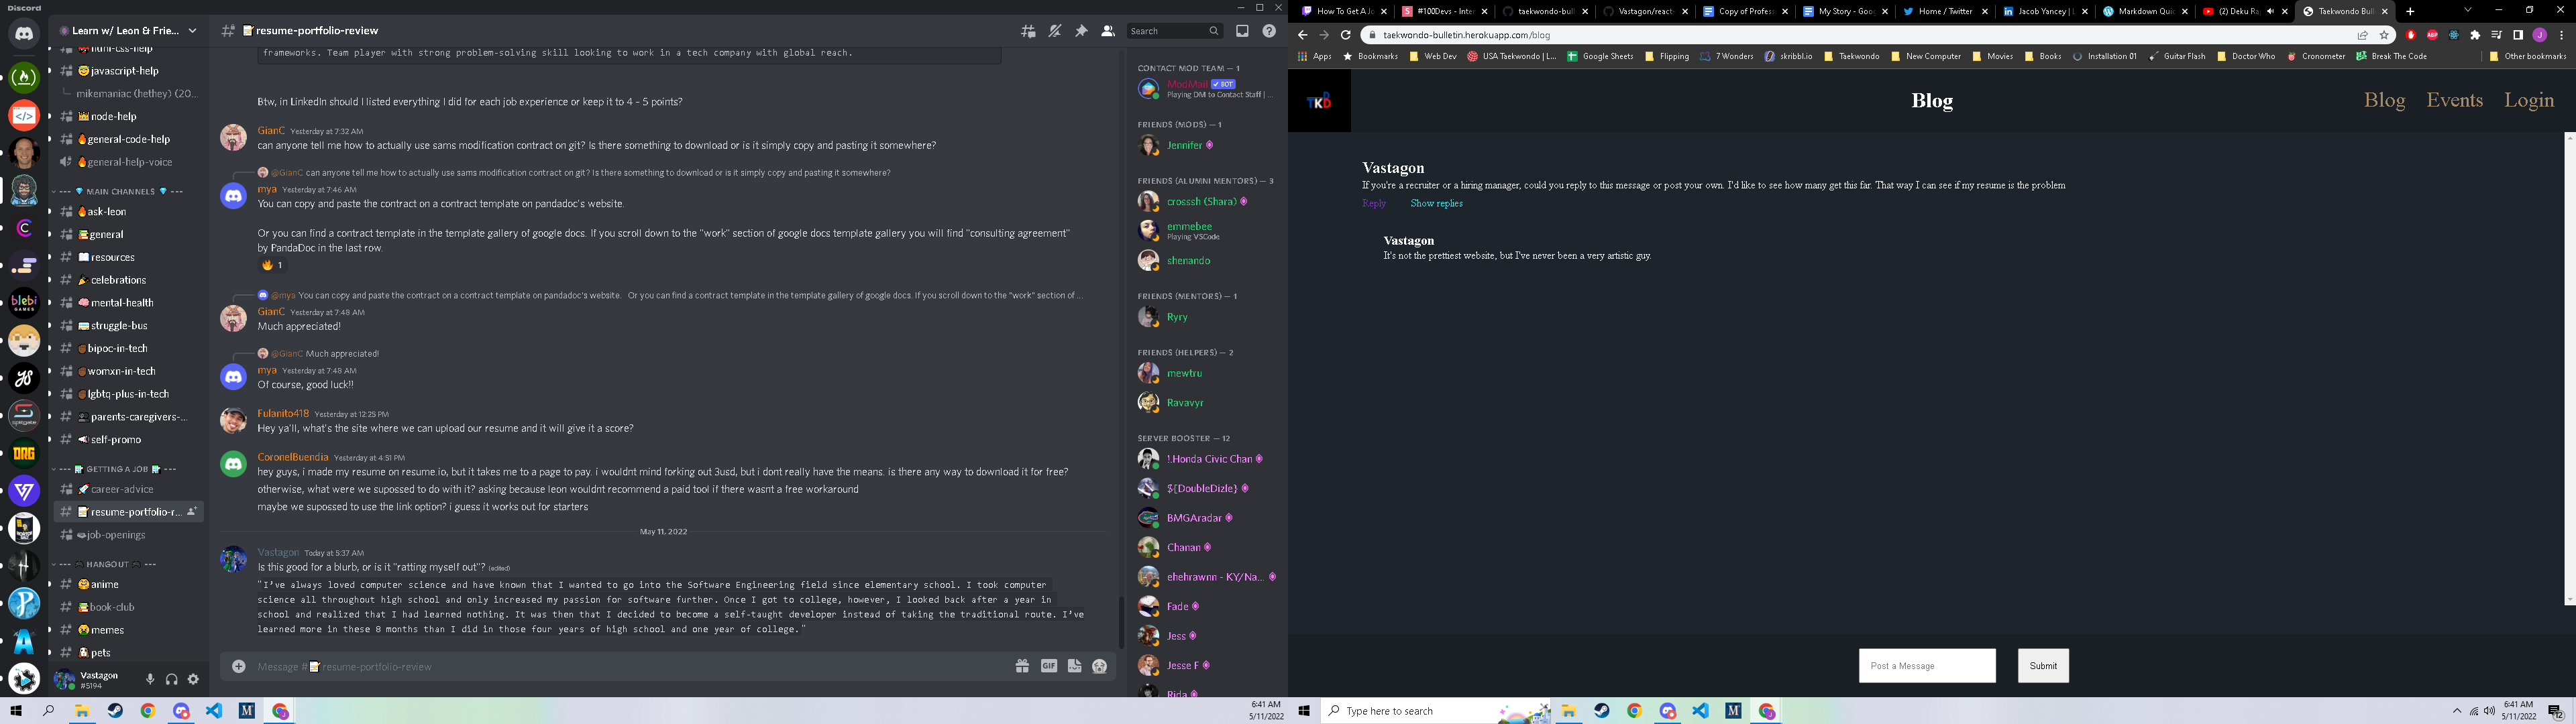 Discord
Learn w/ Leon & Frie...
html-css-help
javascript-help
mikemaniac (hethey) (20...
node-help
general-code-help
general-help-voice
--- MAIN CHANNELS ---
ask-leon
general
resources
celebrations
mental-health
struggle-bus
bipoc-in-tech
womxn-in-tech
lgbtq-plus-in-tech
parents-caregivers-...
self-promo
--- GETTING A JOB ---
career-advice
resume-portfolio-r...
job-openings
--- HANGOUT ---
anime
book-club
memes
pets
Vastagon
#5194
resume-portfolio-review
Search
frameworks. Team player with strong problem-solving skill looking to work in a tech company with global reach.
Btw, in LinkedIn should I listed everything I did for each job experience or keep it to 4 - 5 points?
GianC Yesterday at 7:32 AM
can anyone tell me how to actually use sams modification contract on git? Is there something to download or is it simply copy and pasting it somewhere?
@GianC can anyone tell me how to actually use sams modification contract on git? Is there something to download or is it simply copy and pasting it somewhere?
mya Yesterday at 7:46 AM
You can copy and paste the contract on a contract template on pandadoc's website.
Or you can find a contract template in the template gallery of google docs. If you scroll down to the "work" section of google docs template gallery you will find "consulting agreement"
by PandaDoc in the last row.
1
@mya You can copy and paste the contract on a contract template on pandadoc's website. Or you can find a contract template in the template gallery of google docs. If you scroll down to the "work" section of ...
GianC Yesterday at 7:48 AM
Much appreciated!
@GianC Much appreciated!
mya Yesterday at 7:48 AM
Of course, good luck!!
Fulanito418 Yesterday at 12:25 PM
Hey ya'll, what's the site where we can upload our resume and it will give it a score?
CoronelBuendia Yesterday at 4:51 PM
hey guys, i made my resume on resume.io, but it takes me to a page to pay. i wouldnt mind forking out 3usd, but i dont really have the means. is there any way to download it for free?
otherwise, what were we supossed to do with it? asking because leon wouldnt recommend a paid tool if there wasnt a free workaround
maybe we supossed to use the link option? i guess it works out for starters
May 11, 2022
Vastagon Today at 5:37 AM
Is this good for a blurb, or is it "ratting myself out"? (edited)
"I've always loved computer science and have known that I wanted to go into the Software Engineering field since elementary school. I took computer
science all throughout high school and only increased my passion for software further. Once I got to college, however, I looked back after a year in
school and realized that I had learned nothing. It was then that I decided to become a self-taught developer instead of taking the traditional route. I've
learned more in these 8 months than I did in those four years of high school and one year of college."
Message #resume-portfolio-review
GIF
CONTACT MOD TEAM — 1
ModMail BOT
Playing DM to Contact Staff | ...
FRIENDS (MODS) — 1
Jennifer
FRIENDS (ALUMNI MENTORS) — 3
crosssh (Shara)
emmebee
Playing VSCode
shenando
FRIENDS (MENTORS) — 1
Ryry
FRIENDS (HELPERS) — 2
mewtru
Ravavyr
SERVER BOOSTER — 12
!.Honda Civic Chan
${DoubleDizle}
BMGAradar
Chanan
ehehrawnn - KY/Na...
Fade
Jess
Jesse F
Rida
6:41 AM
5/11/2022
How To Get A Jo
#100Devs - Inter
taekwondo-bull
Vastagon/react-
Copy of Profess
My Story - Goog
Home / Twitter
Jacob Yancey | L
Markdown Quic
(2) Deku Ra
Taekwondo Bull
taekwondo-bulletin.herokuapp.com/blog
Apps
Bookmarks
Web Dev
USA Taekwondo | L...
Google Sheets
Flipping
7 Wonders
skribbl.io
Taekwondo
New Computer
Movies
Books
Installation 01
Guitar Flash
Doctor Who
Cronometer
Break The Code
Other bookmarks
TKD
Blog
Blog Events Login
Vastagon
If you're a recruiter or a hiring manager, could you reply to this message or post your own. I'd like to see how many get this far. That way I can see if my resume is the problem
Reply Show replies
Vastagon
It's not the prettiest website, but I've never been a very artistic guy.
Post a Message
Submit
Type here to search
6:41 AM
5/11/2022